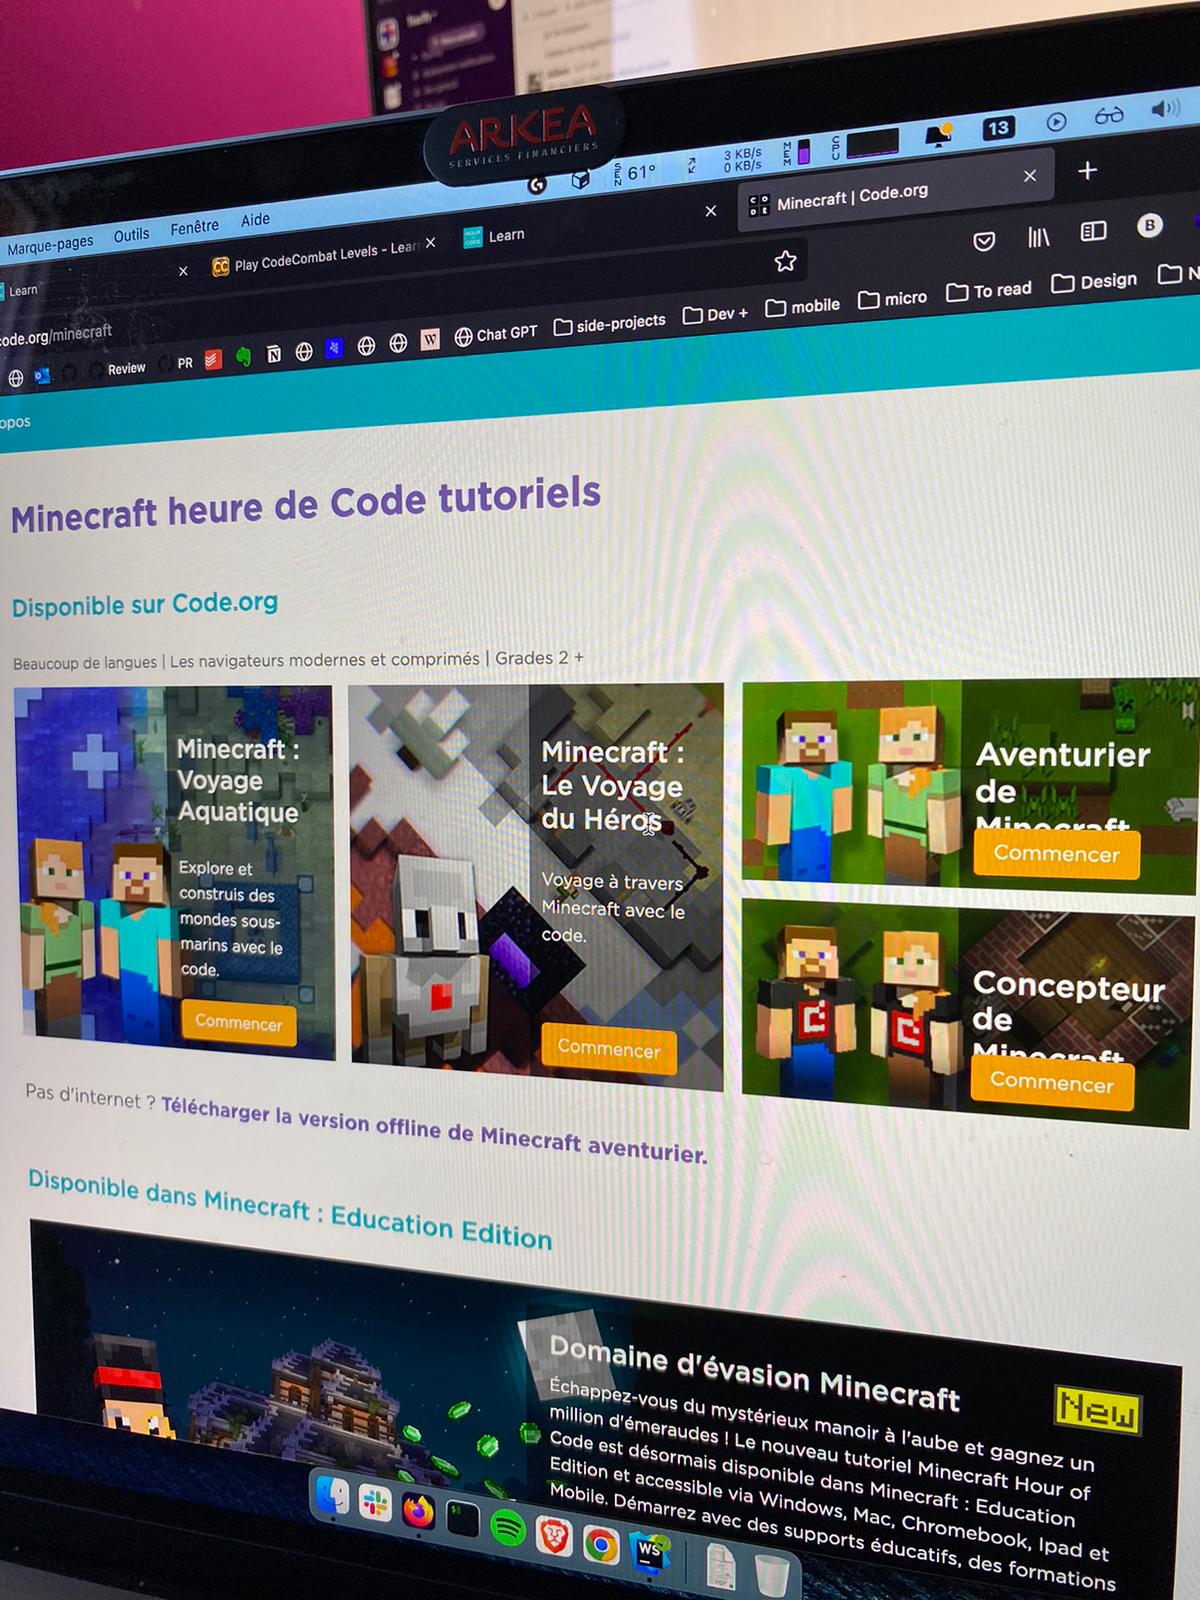 ARKEA
SERVICES FINANCIERS
Marque-pages Outils Fenêtre Aide
SEN 61° 3 KB/s 0 KB/s MEM CPU 13
Learn
Play CodeCombat Levels - Lear
Learn
Minecraft | Code.org
code.org/minecraft
Review PR Chat GPT side-projects Dev + mobile micro To read Design N
opos
Minecraft heure de Code tutoriels
Disponible sur Code.org
Beaucoup de langues | Les navigateurs modernes et comprimés | Grades 2 +
Minecraft :
Voyage
Aquatique
Explore et
construis des
mondes sous-
marins avec le
code.
Commencer
Minecraft :
Le Voyage
du Héros
Voyage à travers
Minecraft avec le
code.
Commencer
Aventurier
de
Minecraft
Commencer
Concepteur
de
Minecraft
Commencer
Pas d'internet ? Télécharger la version offline de Minecraft aventurier.
Disponible dans Minecraft : Education Edition
Domaine d'évasion Minecraft
New
Échappez-vous du mystérieux manoir à l'aube et gagnez un
million d'émeraudes ! Le nouveau tutoriel Minecraft Hour of
Code est désormais disponible dans Minecraft : Education
Edition et accessible via Windows, Mac, Chromebook, Ipad et
Mobile. Démarrez avec des supports éducatifs, des formations
WS
PDF